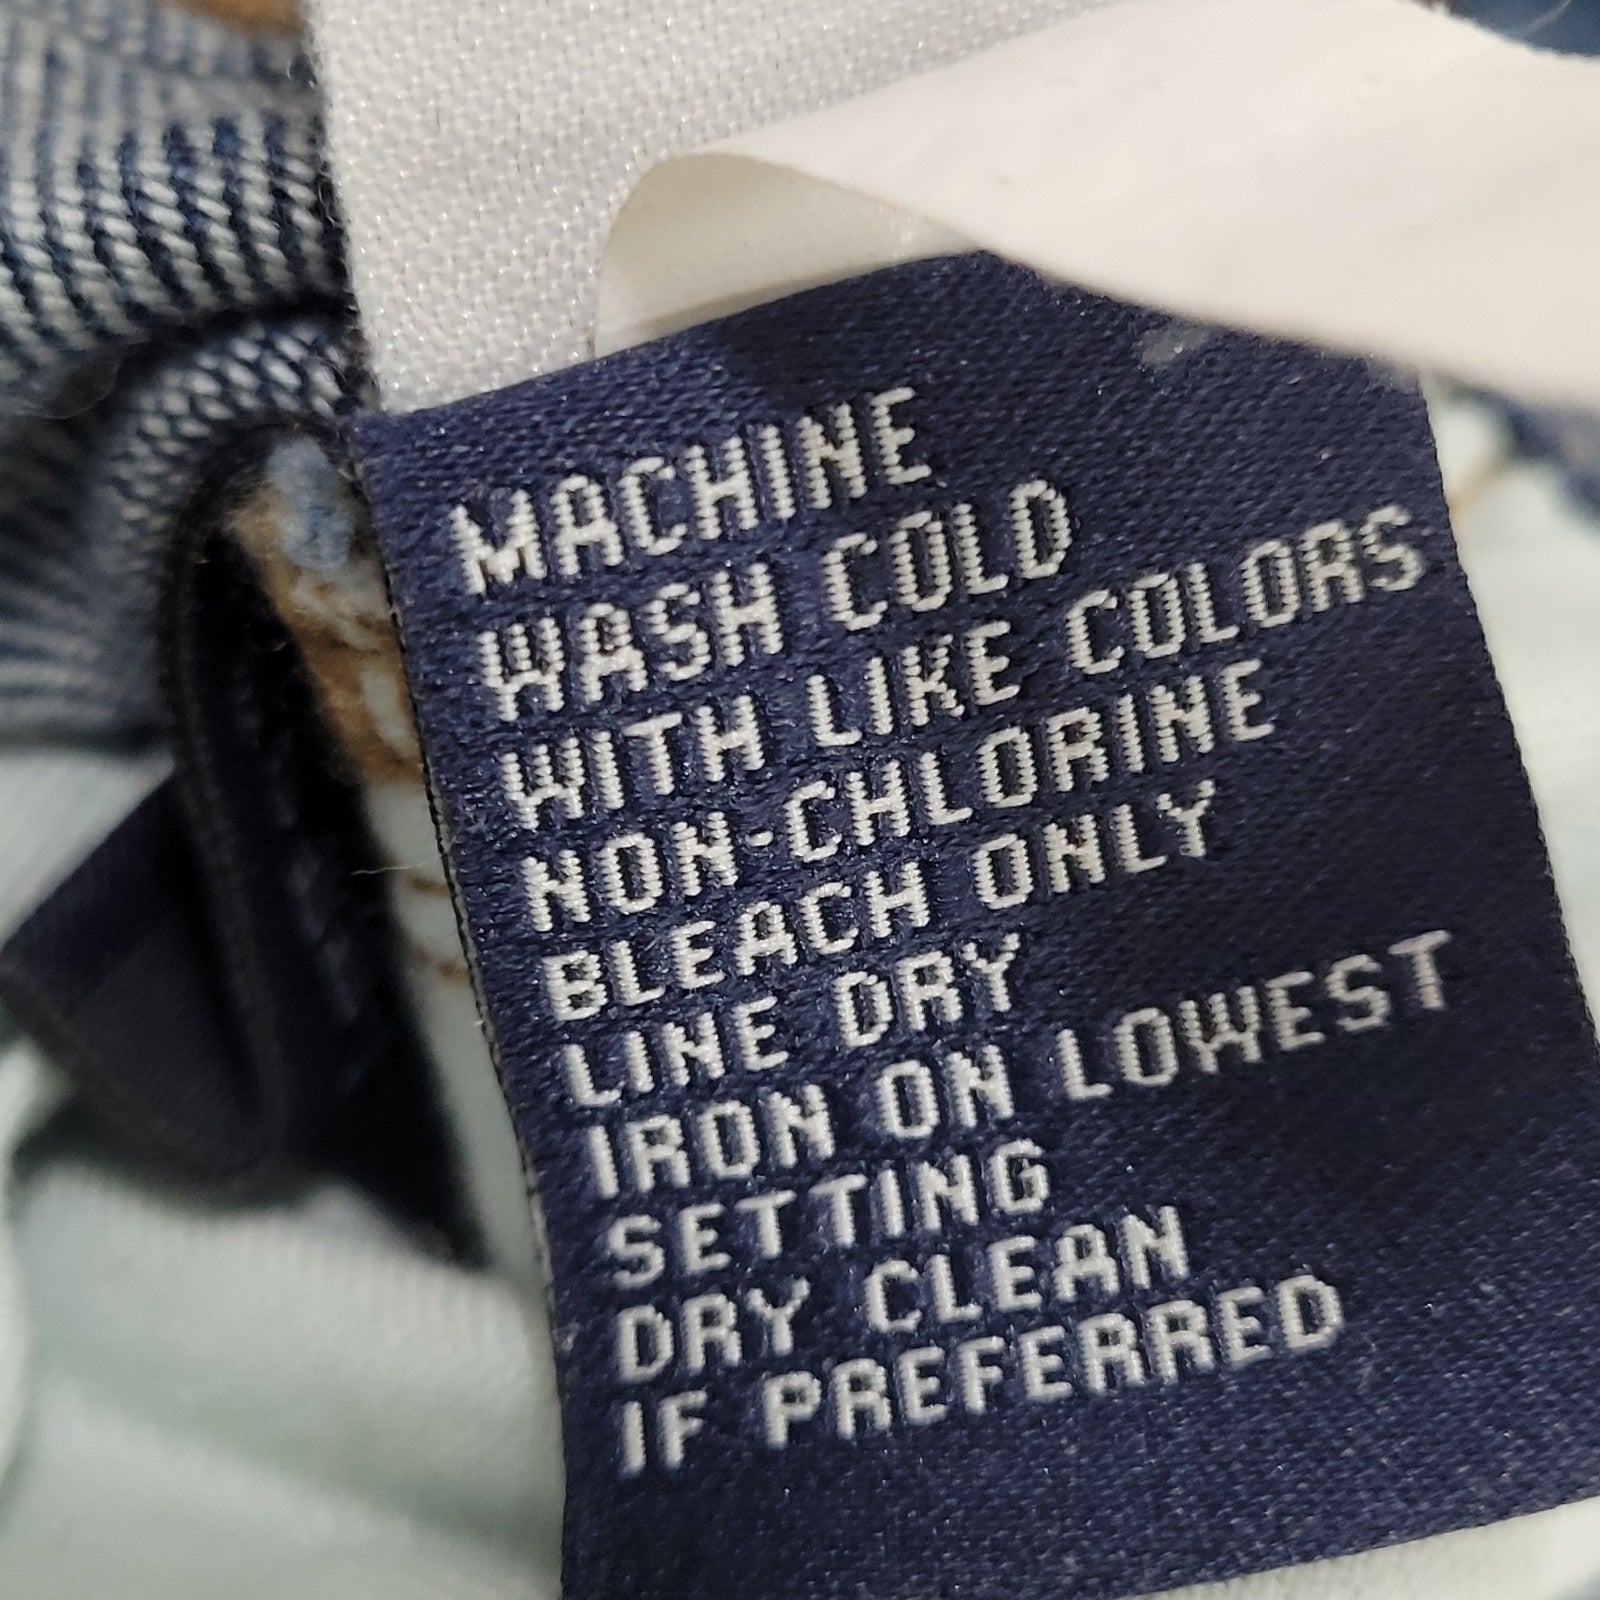 MACHINE
WASH COLD
WITH LIKE COLORS
NON-CHLORINE
BLEACH ONLY
LINE DRY
IRON ON LOWEST
SETTING
DRY CLEAN
IF PREFERRED